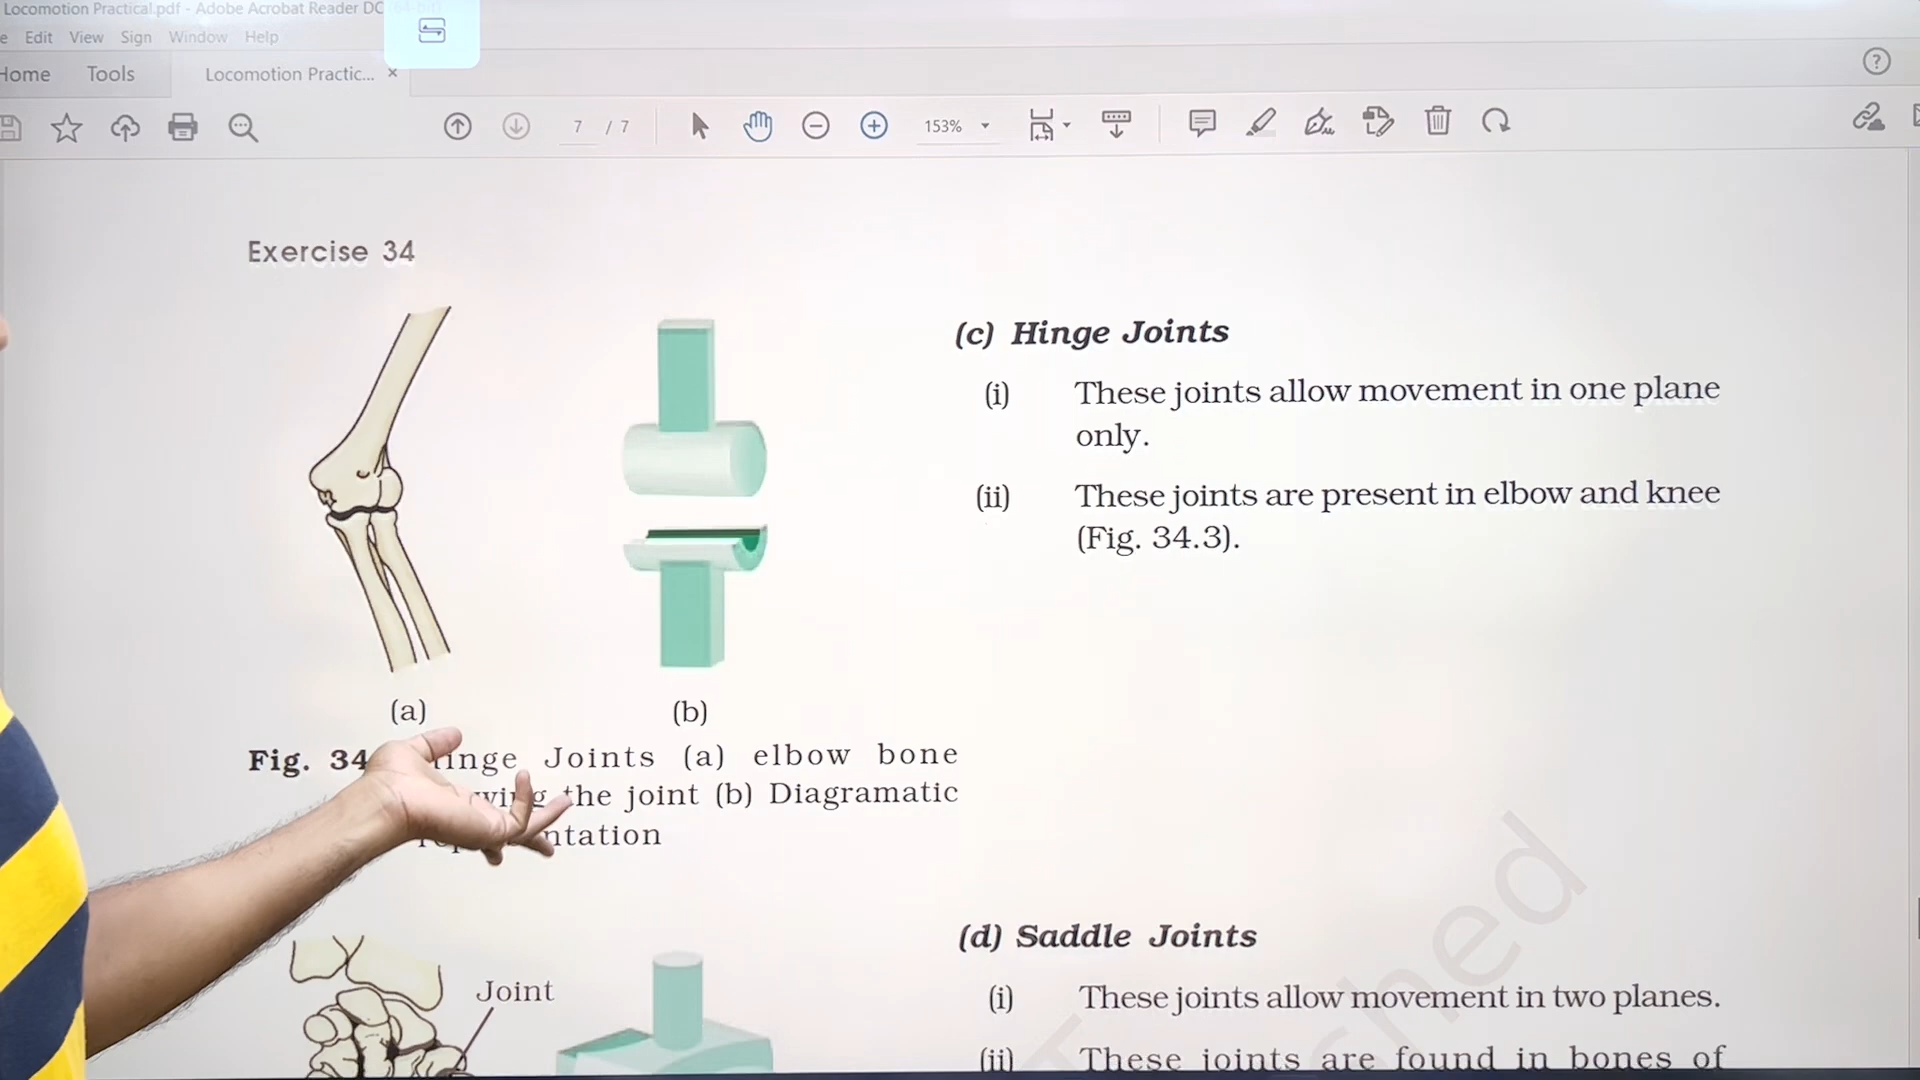 Locomotion Practical.pdf - Adobe Acrobat Reader DC
Edit View Sign Window Help
Home Tools Locomotion Practic... ×
7 / 7 153%
Exercise 34
(a)
(b)
Fig. 34 Joints (a) elbow bone
the joint (b) Diagramatic
(c) Hinge Joints
(i) These joints allow movement in one plane
only.
(ii) These joints are present in elbow and knee
(Fig. 34.3).
Joint
(d) Saddle Joints
(i) These joints allow movement in two planes.
(ii) These joints are found in bones of